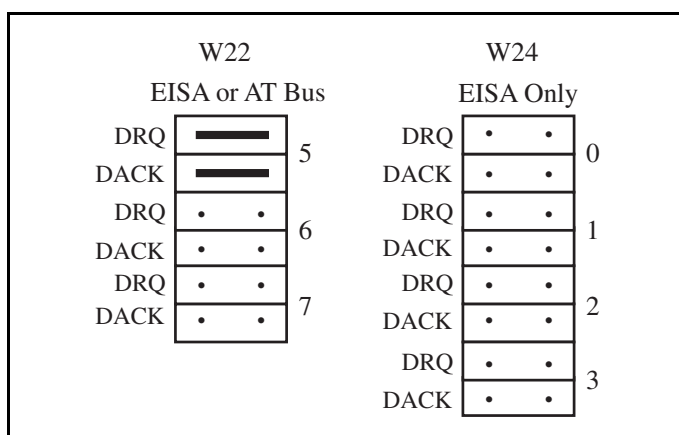 W22
EISA or AT Bus
DRQ
5
DACK
DRQ
6
DACK
DRQ
7
DACK
W24
EISA Only
DRQ
0
DACK
DRQ
1
DACK
DRQ
2
DACK
DRQ
3
DACK